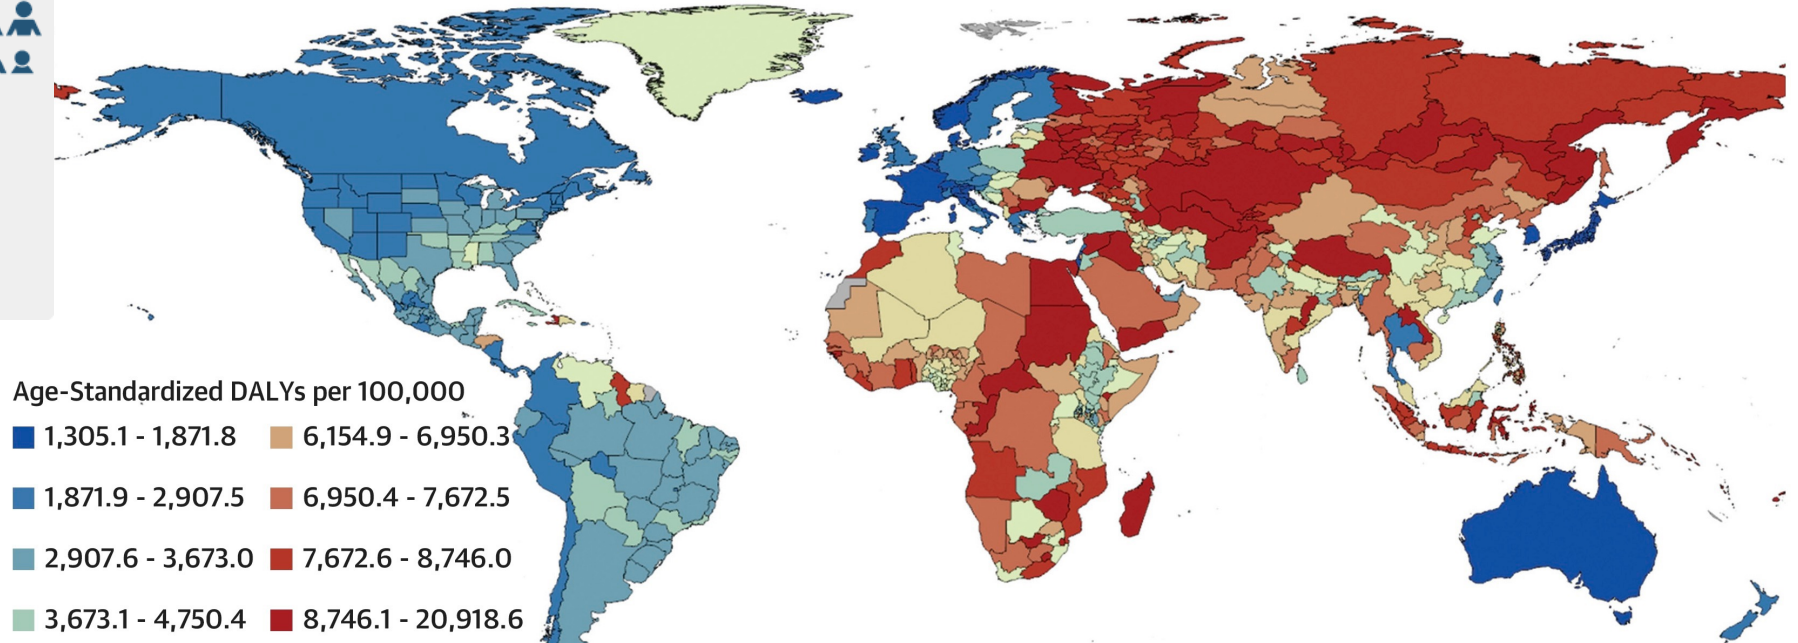 Age-Standardized DALYs per 100,000
1,305.1 - 1,871.8 6,154.9 - 6,950.3
1,871.9 - 2,907.5 6,950.4 - 7,672.5
2,907.6 - 3,673.0 7,672.6 - 8,746.0
3,673.1 - 4,750.4 8,746.1 - 20,918.6